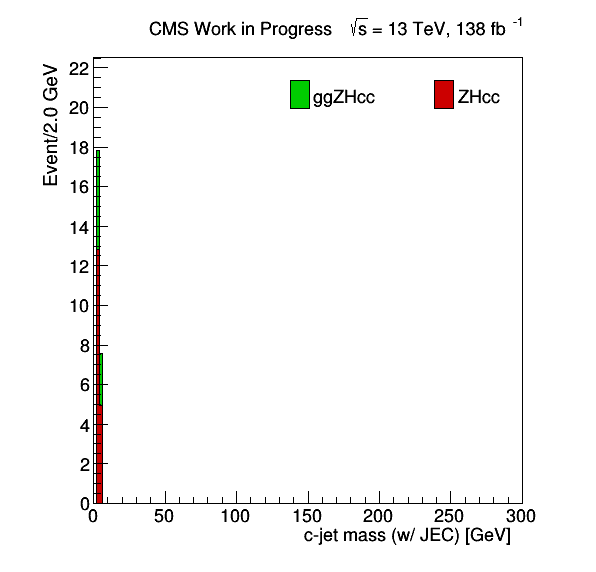 CMS Work in Progress √s = 13 TeV, 138 fb -1
Event/2.0 GeV
ggZHcc
ZHcc
22
20
18
16
14
12
10
8
6
4
2
0
0 50 100 150 200 250 300
c-jet mass (w/ JEC) [GeV]